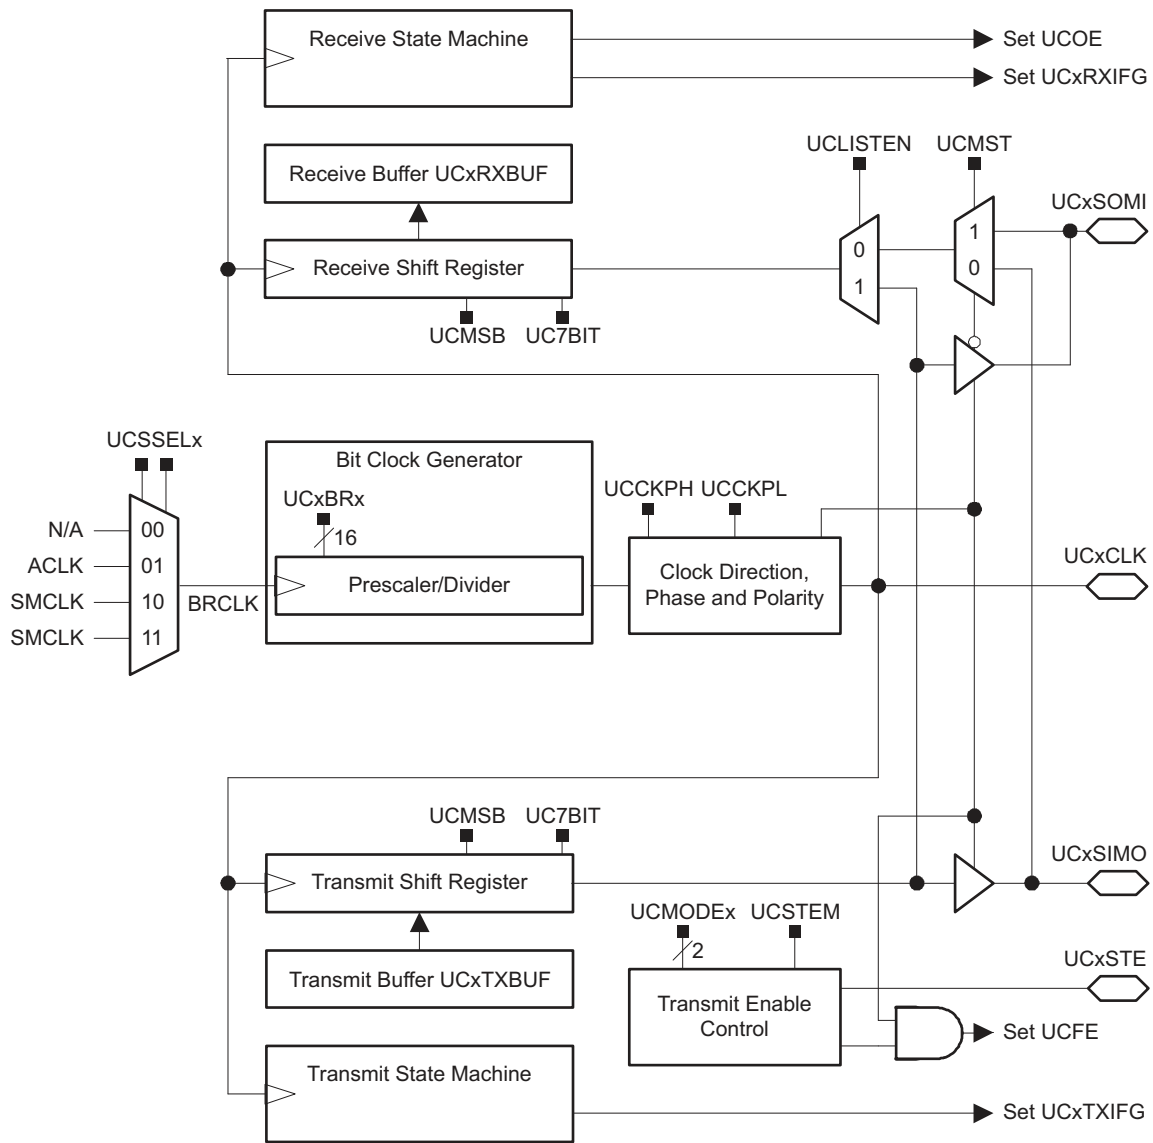 Receive State Machine
Set UCOE
Set UCxRXIFG
Receive Buffer UCxRXBUF
UCLISTEN
UCMST
UCxSOMI
Receive Shift Register
0
1
1
0
UCMSB
UC7BIT
UCSSELx
Bit Clock Generator
UCxBRx
16
UCCKPH
UCCKPL
N/A
00
ACLK
01
SMCLK
10
SMCLK
11
BRCLK
Prescaler/Divider
Clock Direction,
Phase and Polarity
UCxCLK
UCMSB
UC7BIT
Transmit Shift Register
UCxSIMO
UCMODEx
UCSTEM
2
Transmit Buffer UCxTXBUF
UCxSTE
Transmit Enable
Control
Set UCFE
Transmit State Machine
Set UCxTXIFG